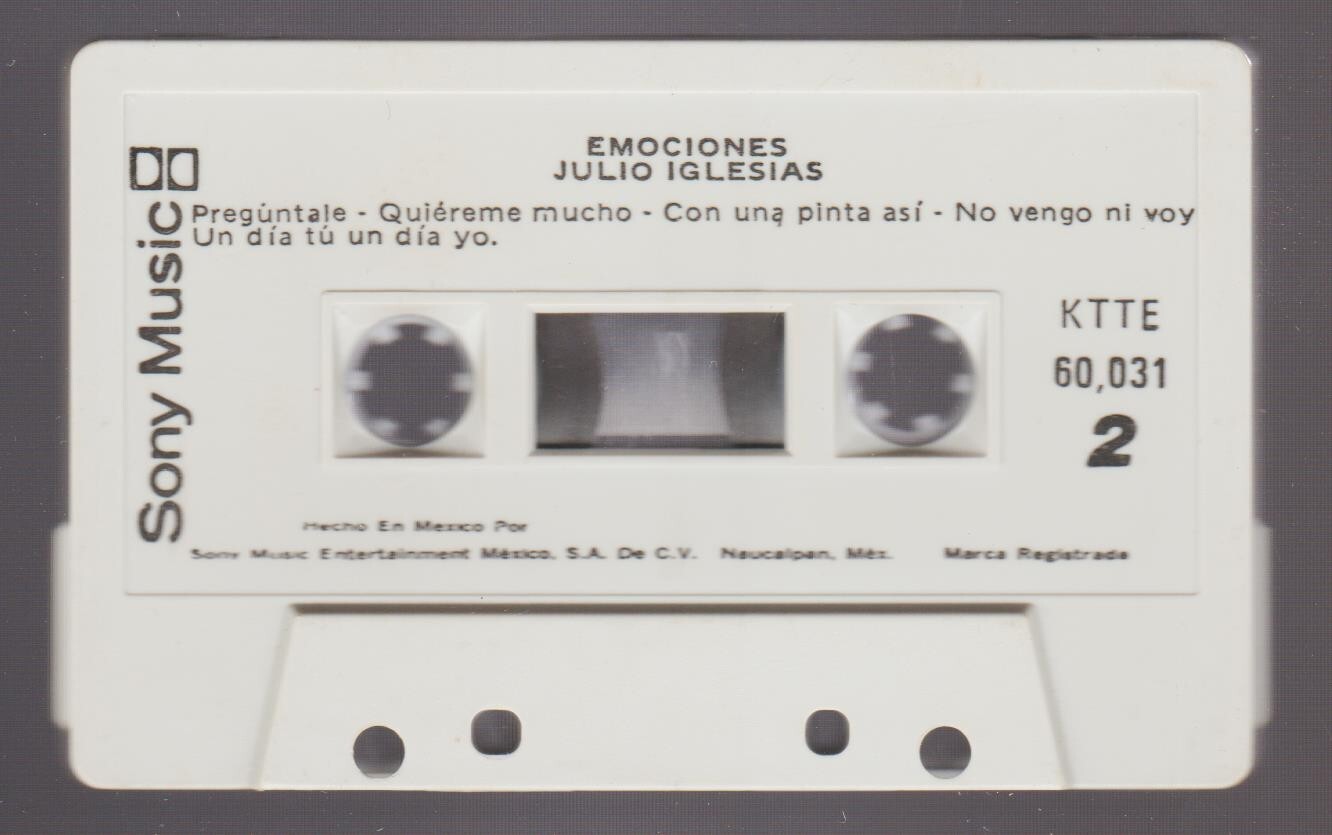 EMOCIONES
JULIO IGLESIAS
Pregúntale - Quiéreme mucho - Con una pinta así - No vengo ni voy
Un día tú un día yo.
Sony Music
KTTE
60,031
2
Hecho En Mexico Por
Sony Music Entertainment México, S.A. De C.V. Naucalpan, Méx. Marca Registrada